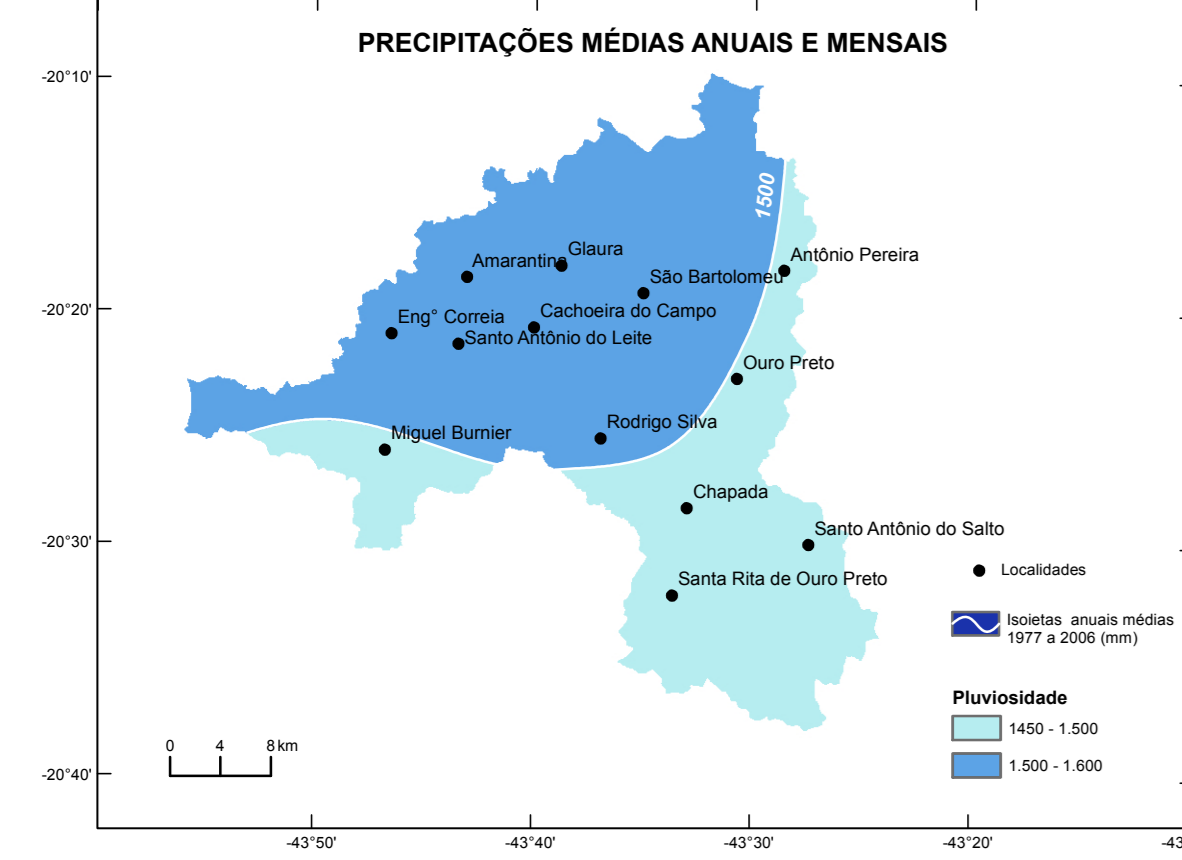 PRECIPITAÇÕES MÉDIAS ANUAIS E MENSAIS
-20°10'
1500
Glaura
Antônio Pereira
Amarantina
São Bartolomeu
-20°20'
Cachoeira do Campo
Eng° Correia
Santo Antônio do Leite
Ouro Preto
Rodrigo Silva
Miguel Burnier
Chapada
Santo Antônio do Salto
-20°30'
Localidades
Santa Rita de Ouro Preto
Isoietas anuais médias
1977 a 2006 (mm)
Pluviosidade
1450 - 1.500
0 4 8 km
1.500 - 1.600
-20°40'
-43°50' -43°40' -43°30' -43°20' -43